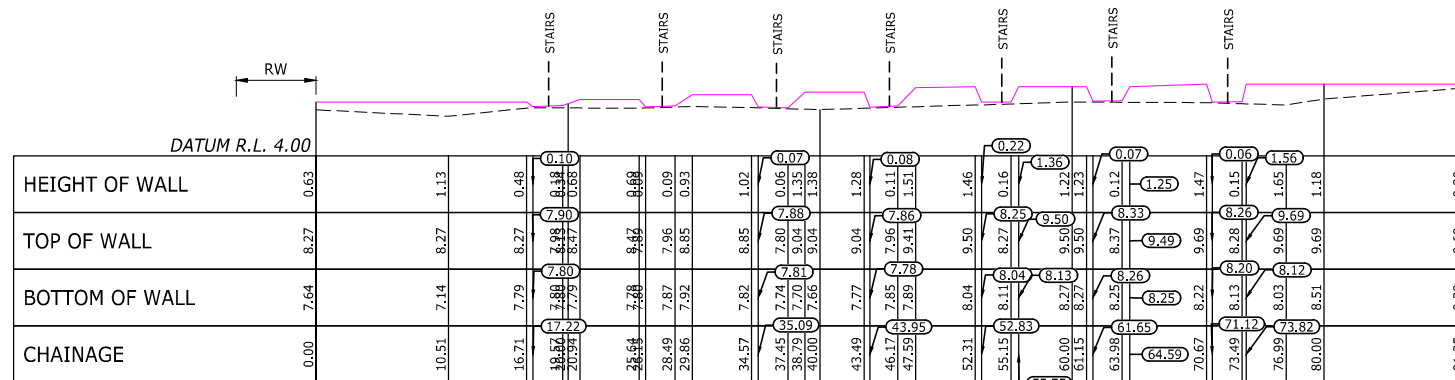 STAIRS STAIRS STAIRS STAIRS STAIRS STAIRS STAIRS
RW
DATUM R.L. 4.00
HEIGHT OF WALL 0.63 1.13 0.48 0.10 0.68 0.09 0.93 1.02 0.07 0.06 1.35 1.38 1.28 0.08 0.11 1.51 1.46 0.22 0.16 1.36 1.22 1.23 0.07 0.12 1.25 1.47 0.06 0.15 1.56 1.65 1.18
TOP OF WALL 8.27 8.27 8.27 7.90 8.47 7.96 8.85 8.85 7.88 7.80 9.04 9.04 9.04 7.86 7.96 9.41 9.50 8.25 8.27 9.50 9.50 9.50 8.33 8.37 9.49 9.69 8.26 8.28 9.69 9.69 9.69
BOTTOM OF WALL 7.64 7.14 7.79 7.80 7.79 7.87 7.92 7.82 7.81 7.74 7.70 7.66 7.77 7.78 7.85 7.89 8.04 8.04 8.11 8.13 8.27 8.27 8.26 8.25 8.25 8.22 8.20 8.13 8.12 8.03 8.51
CHAINAGE 0.00 10.51 16.71 17.22 20.94 28.49 29.86 34.57 35.09 37.45 38.79 40.00 43.49 43.95 46.17 47.59 52.31 52.83 55.15 60.00 61.15 61.65 63.98 64.59 70.67 71.12 73.49 73.82 76.99 80.00